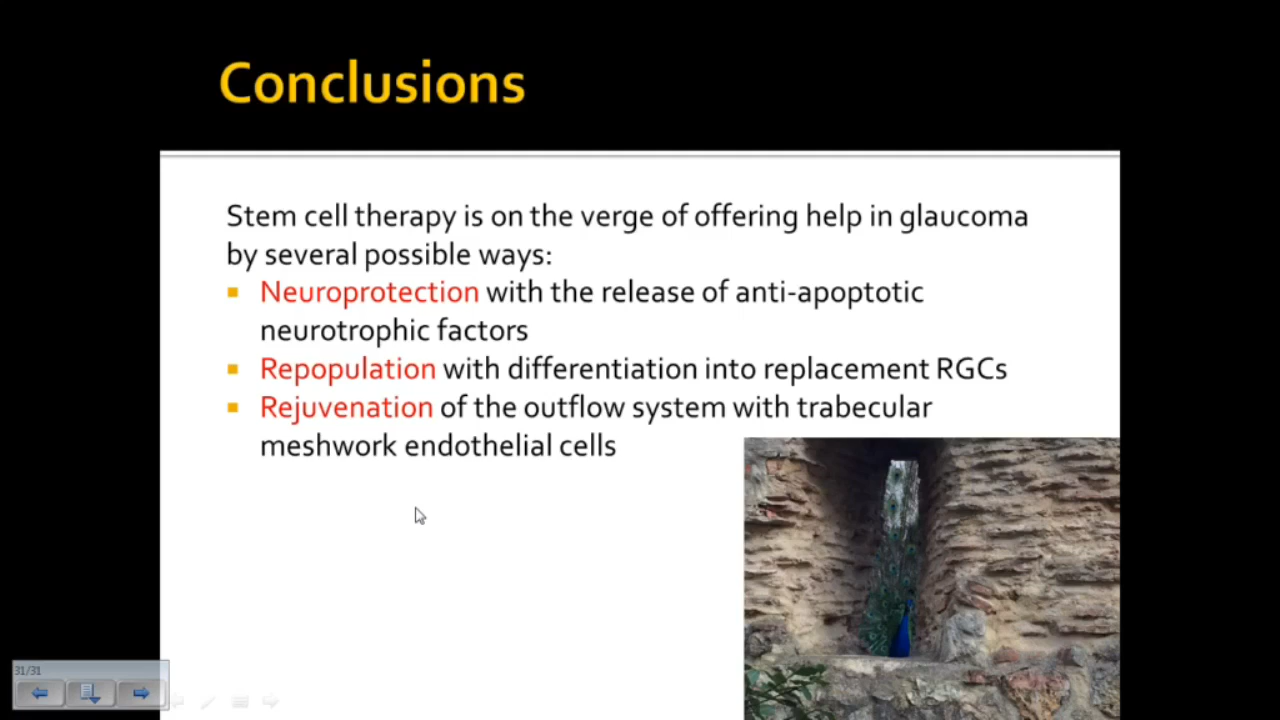 Conclusions
Stem cell therapy is on the verge of offering help in glaucoma
by several possible ways:
Neuroprotection with the release of anti-apoptotic
neurotrophic factors
Repopulation with differentiation into replacement RGCs
Rejuvenation of the outflow system with trabecular
meshwork endothelial cells
31/31